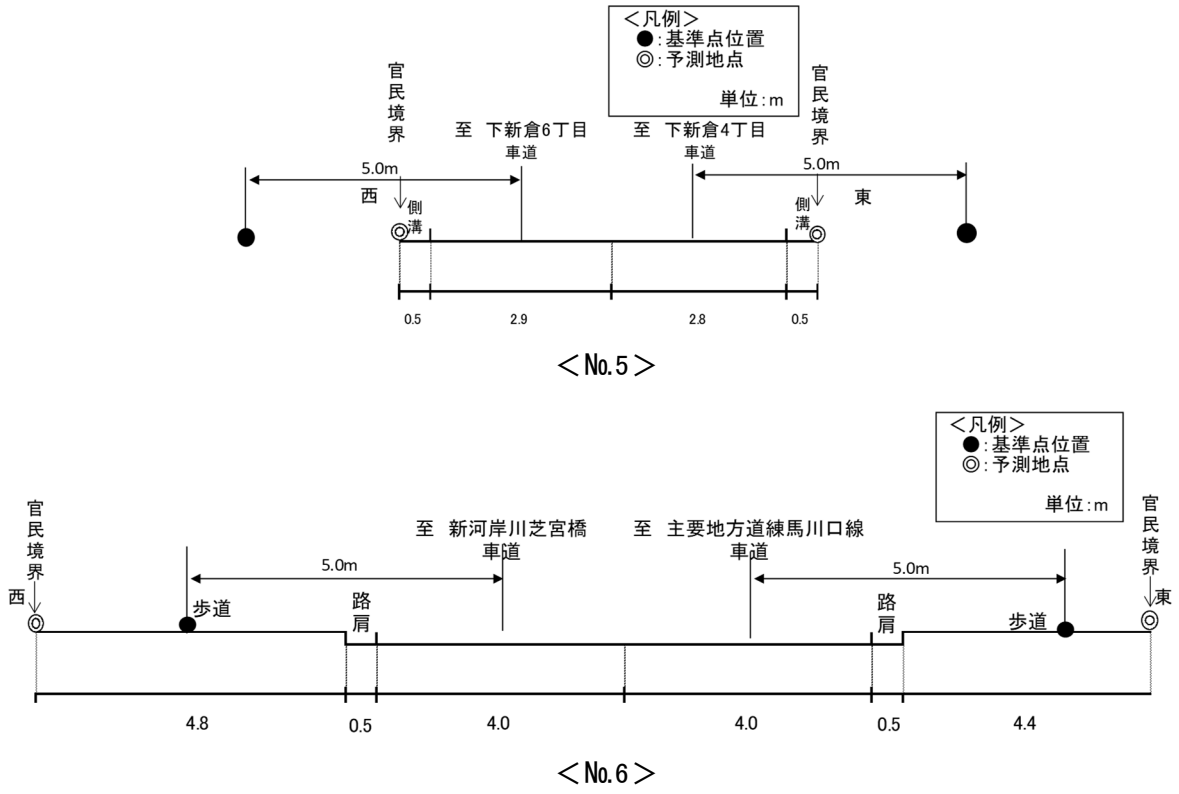 ＜凡例＞
●：基準点位置
◎：予測地点
単位：m
官民境界
官民境界
至 下新倉6丁目
車道
至 下新倉4丁目
車道
5.0m
5.0m
西
東
側溝
側溝
0.5
2.9
2.8
0.5
＜№5＞
＜凡例＞
●：基準点位置
◎：予測地点
単位：m
官民境界
官民境界
至 新河岸川芝宮橋
車道
至 主要地方道練馬川口線
車道
5.0m
5.0m
西
東
歩道
路肩
路肩
歩道
4.8
0.5
4.0
4.0
0.5
4.4
＜№6＞